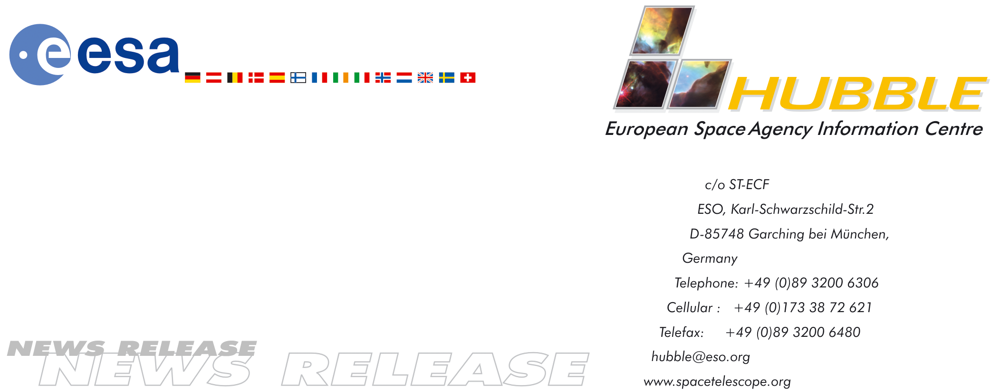 esa
HUBBLE
European Space Agency Information Centre
c/o ST-ECF
ESO, Karl-Schwarzschild-Str.2
D-85748 Garching bei München,
Germany
Telephone: +49 (0)89 3200 6306
Cellular : +49 (0)173 38 72 621
Telefax: +49 (0)89 3200 6480
hubble@eso.org
www.spacetelescope.org
NEWS RELEASE
NEWS RELEASE